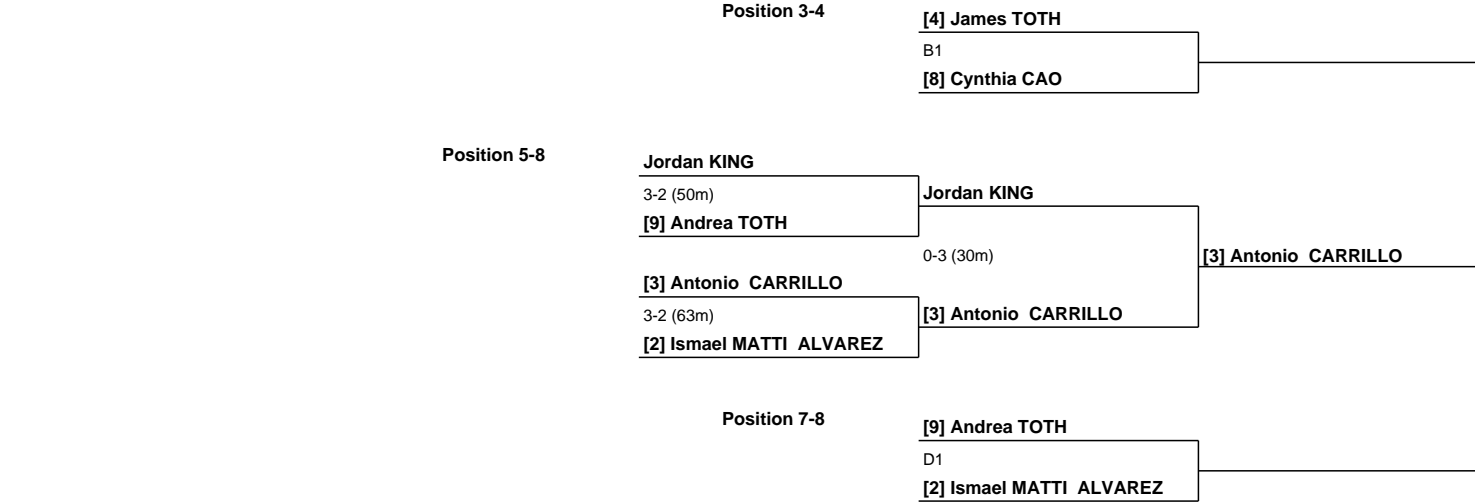 Position 3-4
[4] James TOTH
B1
[8] Cynthia CAO
Position 5-8
Jordan KING
3-2 (50m)
Jordan KING
[9] Andrea TOTH
0-3 (30m)
[3] Antonio  CARRILLO
[3] Antonio  CARRILLO
3-2 (63m)
[3] Antonio  CARRILLO
[2] Ismael MATTI  ALVAREZ
Position 7-8
[9] Andrea TOTH
D1
[2] Ismael MATTI  ALVAREZ